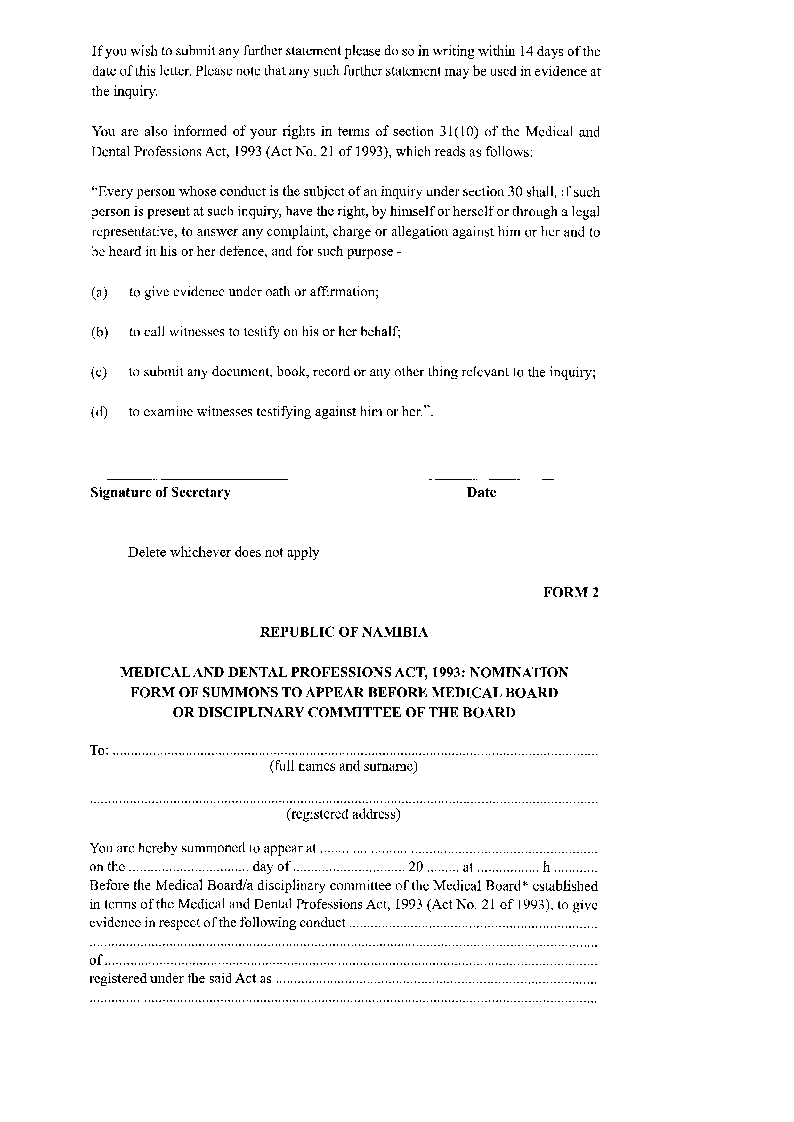 If you wish to submit any further statement please do so in writing within 14 days of the
date of this letter. Please note that any such further statement may be used in evidence at
the inquiry.
You are also informed of your rights in terms of section 31(10) of the Medical and
Dental Professions Act, 1993 (Act No. 21 of 1993), which reads as follows:
“Every person whose conduct is the subject of an inquiry under section 30 shall, if such
person is present at such inquiry, have the right, by himself or herself or through a legal
representative, to answer any complaint, charge or allegation against him or her and to
be heard in his or her defence, and for such purpose -
(a) to give evidence under oath or affirmation;
(b) to call witnesses to testify on his or her behalf;
(c) to submit any document, book, record or any other thing relevant to the inquiry;
(d) to examine witnesses testifying against him or her.”.
Signature of Secretary Date
Delete whichever does not apply
FORM 2
REPUBLIC OF NAMIBIA
MEDICAL AND DENTAL PROFESSIONS ACT, 1993: NOMINATION
FORM OF SUMMONS TO APPEAR BEFORE MEDICAL BOARD
OR DISCIPLINARY COMMITTEE OF THE BOARD
To: ..........
(full names and surname)
(registered address)
You are hereby summoned to appear at ..........
on the .......... day of .......... 20 ......... at .......... h ..........
Before the Medical Board/a disciplinary committee of the Medical Board* established
in terms of the Medical and Dental Professions Act, 1993 (Act No. 21 of 1993), to give
evidence in respect of the following conduct ..........
of ..........
registered under the said Act as ..........